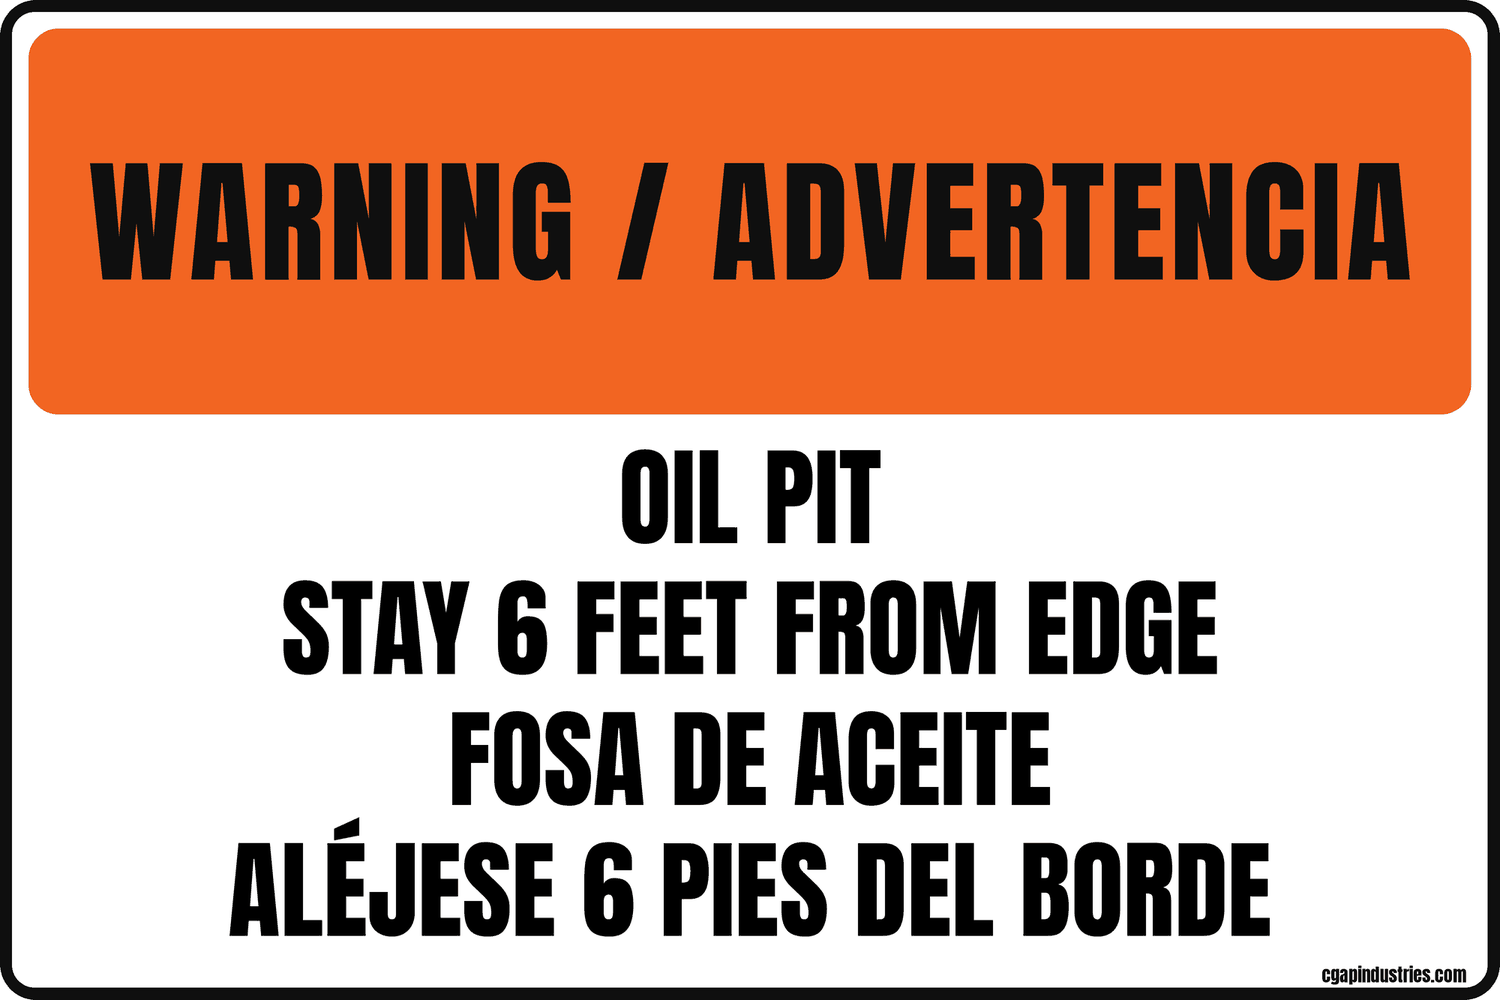 WARNING / ADVERTENCIA
OIL PIT
STAY 6 FEET FROM EDGE
FOSA DE ACEITE
ALÉJESE 6 PIES DEL BORDE
cgapindustries.com